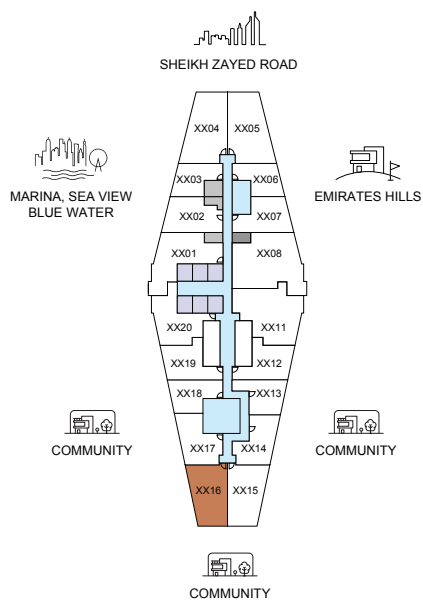 SHEIKH ZAYED ROAD
XX04 XX05
MARINA, SEA VIEW
BLUE WATER
XX03 XX06
EMIRATES HILLS
XX02 XX07
XX01 XX08
XX20 XX11
XX19 XX12
XX18 XX13
COMMUNITY
XX17 XX14
COMMUNITY
XX16 XX15
COMMUNITY